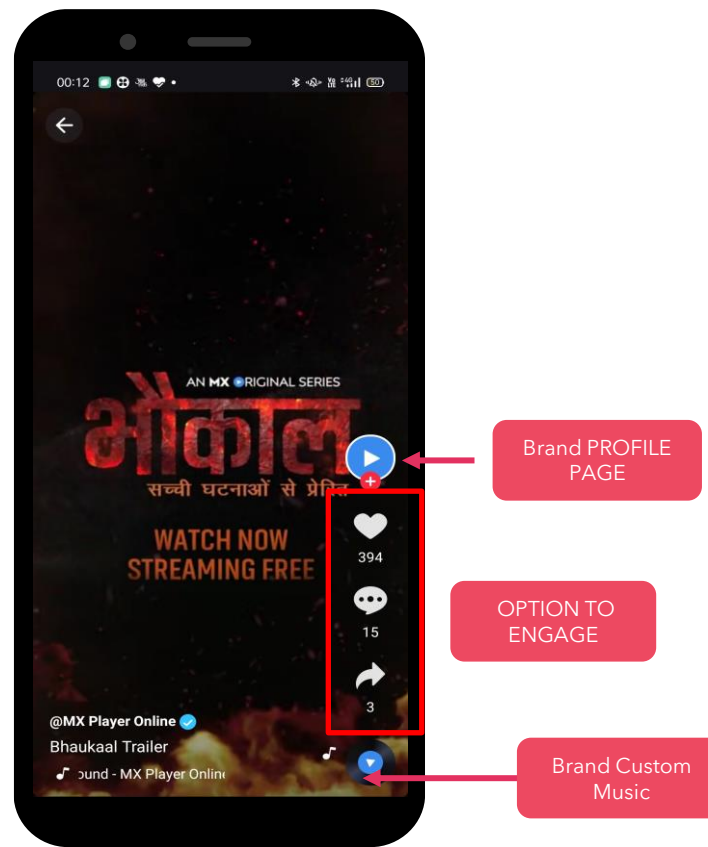 00:12
50
AN MX ORIGINAL SERIES
भौकाल
सच्ची घटनाओं से प्रेरित
WATCH NOW
STREAMING FREE
394
15
3
@MX Player Online
Bhaukaal Trailer
ound - MX Player Online
Brand PROFILE
PAGE
OPTION TO
ENGAGE
Brand Custom
Music